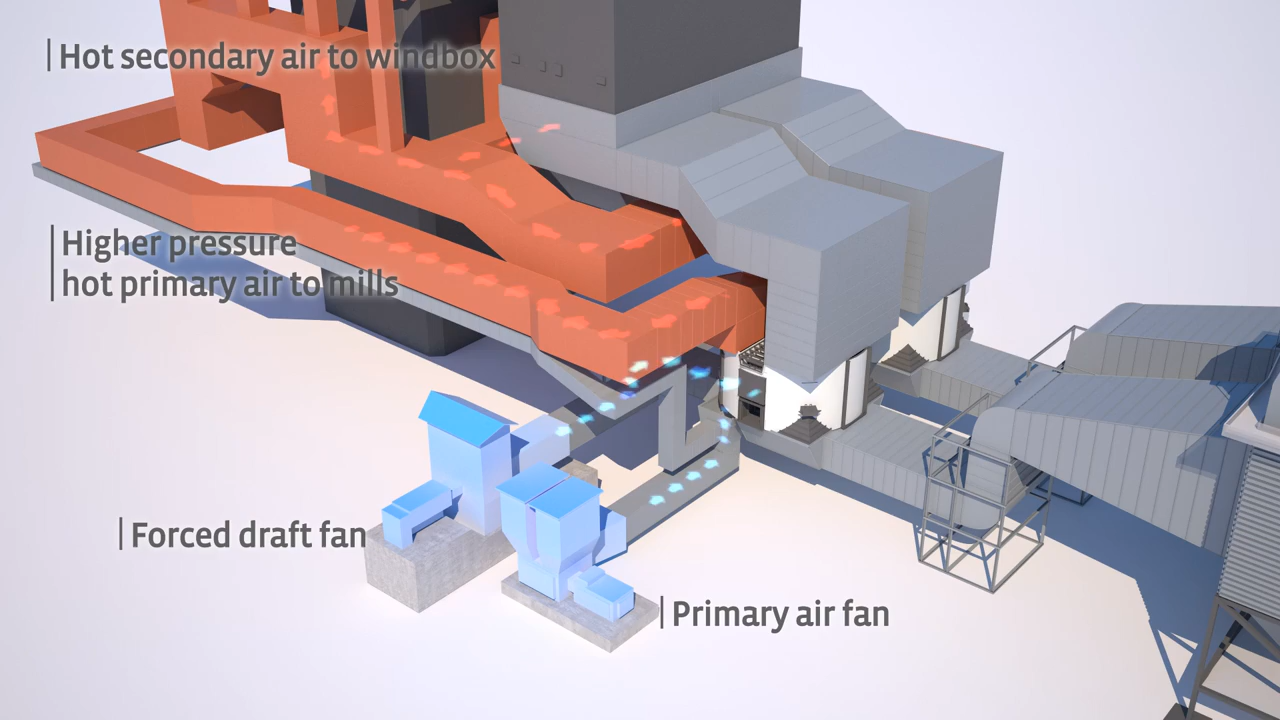 Hot secondary air to windbox
Higher pressure
hot primary air to mills
Forced draft fan
Primary air fan